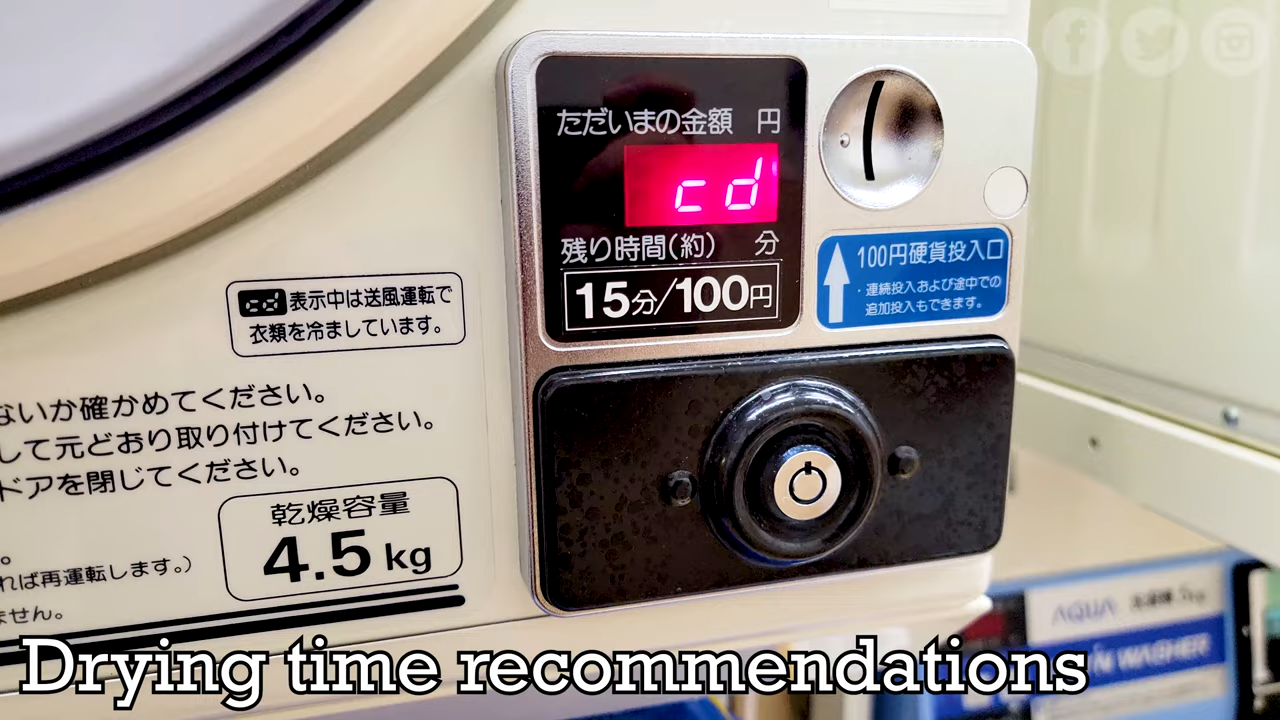 ただいまの金額 円
cd
残り時間(約) 分
15分/100円
100円硬貨投入口
・連続投入および途中での
追加投入もできます。
cd表示中は送風運転で
衣類を冷ましています。
ないか確かめてください。
して元どおり取り付けてください。
ドアを閉じてください。
乾燥容量
4.5 kg
。
れば再運転します。)
ません。
AQUA
WASHER
Drying time recommendations